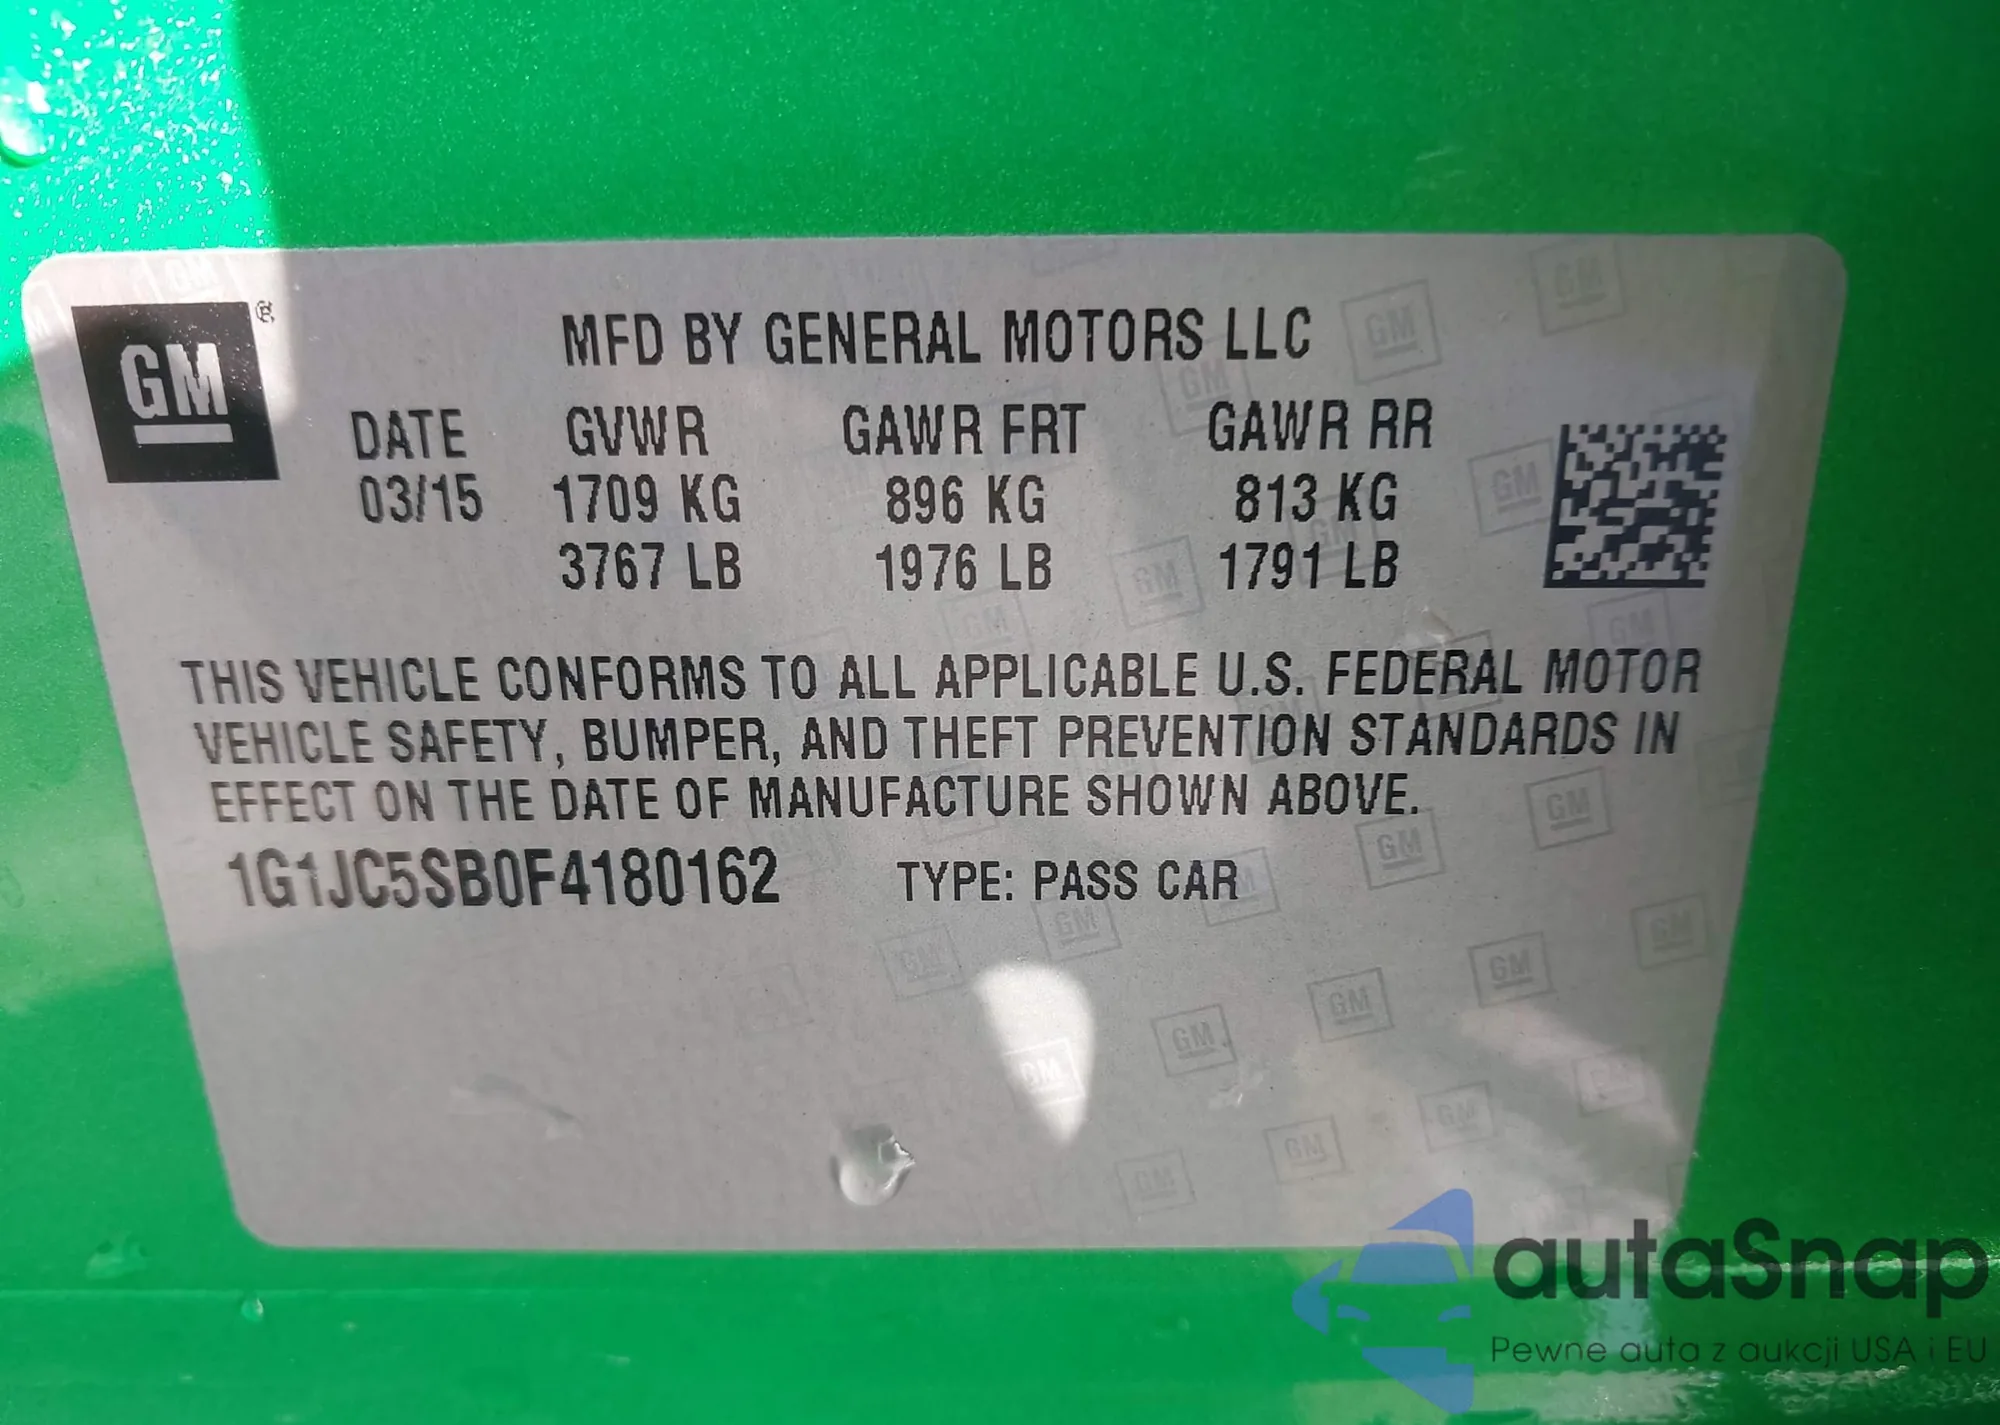 GM ®
MFD BY GENERAL MOTORS LLC
DATE GVWR GAWR FRT GAWR RR
03/15 1709 KG 896 KG 813 KG
3767 LB 1976 LB 1791 LB
THIS VEHICLE CONFORMS TO ALL APPLICABLE U.S. FEDERAL MOTOR
VEHICLE SAFETY, BUMPER, AND THEFT PREVENTION STANDARDS IN
EFFECT ON THE DATE OF MANUFACTURE SHOWN ABOVE.
1G1JC5SB0F4180162 TYPE: PASS CAR
autaSnap
Pewne auta z aukcji USA i EU